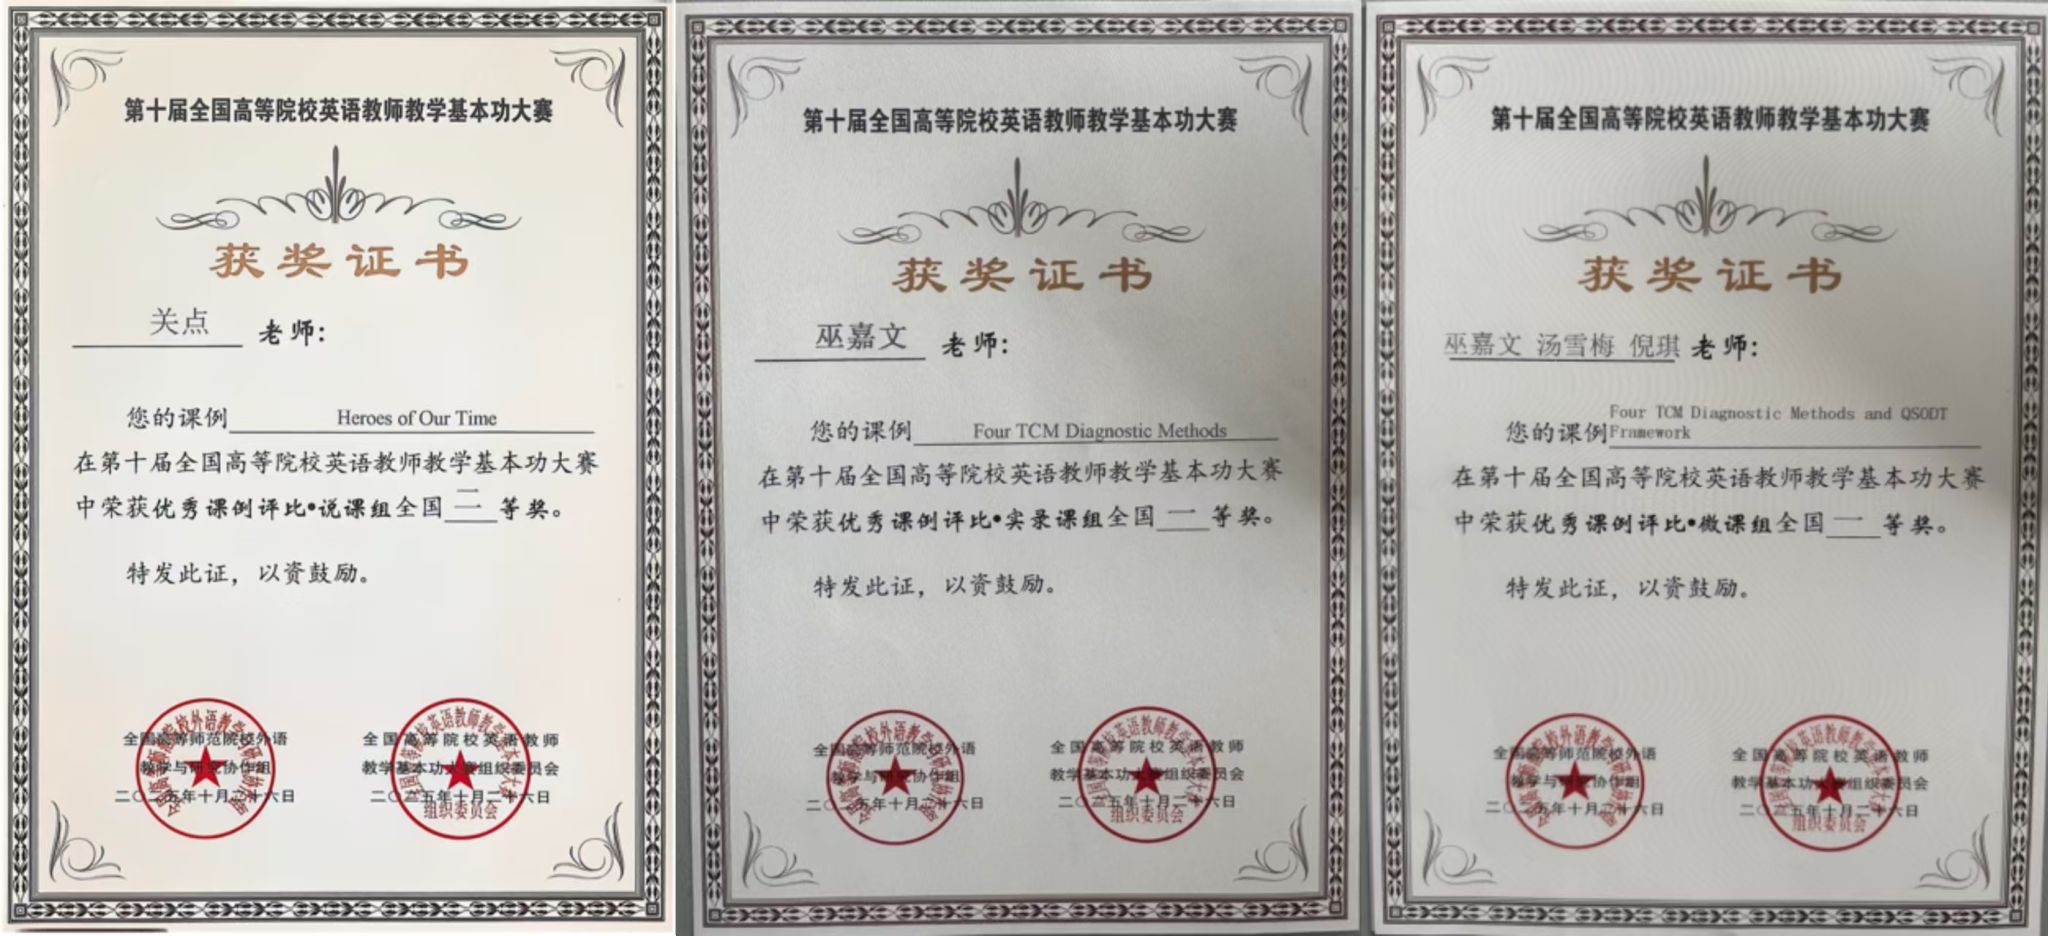 第十届全国高等院校英语教师教学基本功大赛
获奖证书
关点 老师：
您的课例 Heroes of Our Time
在第十届全国高等院校英语教师教学基本功大赛
中荣获优秀课例评比•说课组全国二等奖。
特发此证，以资鼓励。
全国高等师范院校外语
教学与研究协作组
二〇二五年十月二十六日
全国高等院校英语教师
教学基本功大赛组织委员会
二〇二五年十月二十六日
组织委员会
第十届全国高等院校英语教师教学基本功大赛
获奖证书
巫嘉文 老师：
您的课例 Four TCM Diagnostic Methods
在第十届全国高等院校英语教师教学基本功大赛
中荣获优秀课例评比•实录课组全国一等奖。
特发此证，以资鼓励。
全国高等师范院校外语
教学与研究协作组
二〇二五年十月二十六日
全国高等院校英语教师
教学基本功大赛组织委员会
二〇二五年十月二十六日
组织委员会
第十届全国高等院校英语教师教学基本功大赛
获奖证书
巫嘉文 汤雪梅 倪琪 老师：
Four TCM Diagnostic Methods and QSODT
您的课例 Framework
在第十届全国高等院校英语教师教学基本功大赛
中荣获优秀课例评比•微课组全国一等奖。
特发此证，以资鼓励。
全国高等师范院校外语
教学与研究协作组
二〇二五年十月二十六日
全国高等院校英语教师
教学基本功大赛组织委员会
二〇二五年十月二十六日
组织委员会